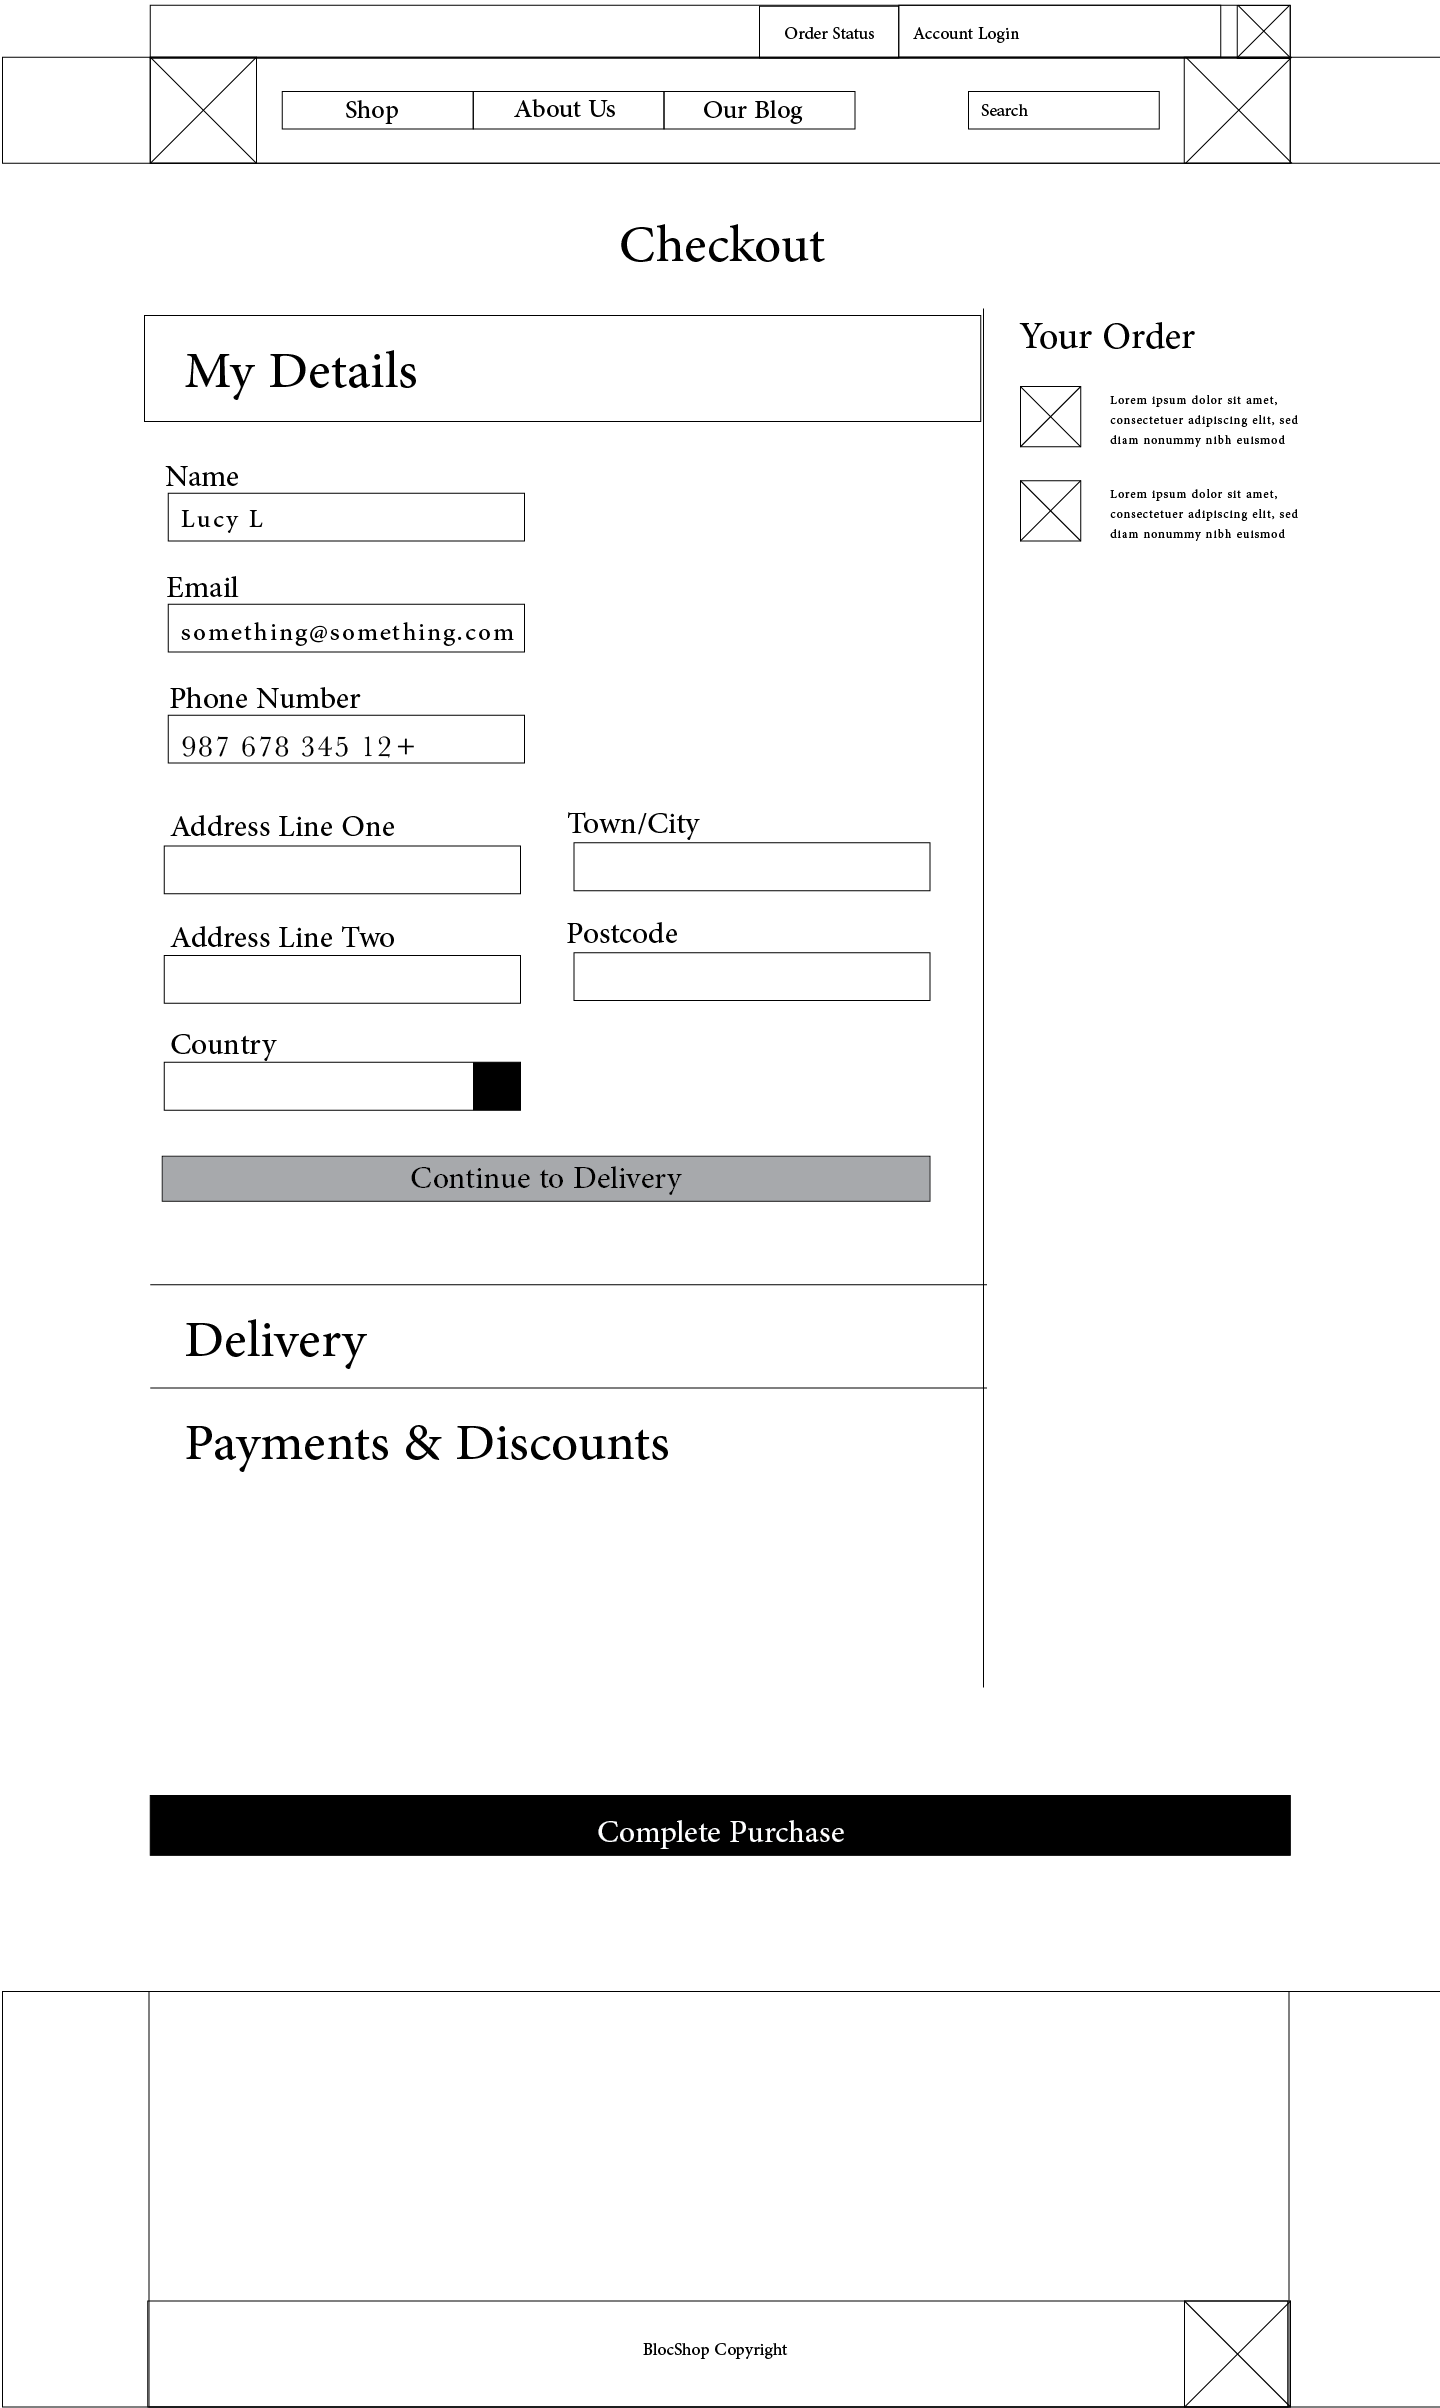 Order Status
Account Login
Shop
About Us
Our Blog
Search
Checkout
My Details
Name
Lucy L
Email
something@something.com
Phone Number
987 678 345 12+
Address Line One
Town/City
Address Line Two
Postcode
Country
Continue to Delivery
Delivery
Payments & Discounts
Your Order
Lorem ipsum dolor sit amet,
consectetuer adipiscing elit, sed
diam nonummy nibh euismod
Lorem ipsum dolor sit amet,
consectetuer adipiscing elit, sed
diam nonummy nibh euismod
Complete Purchase
BlocShop Copyright